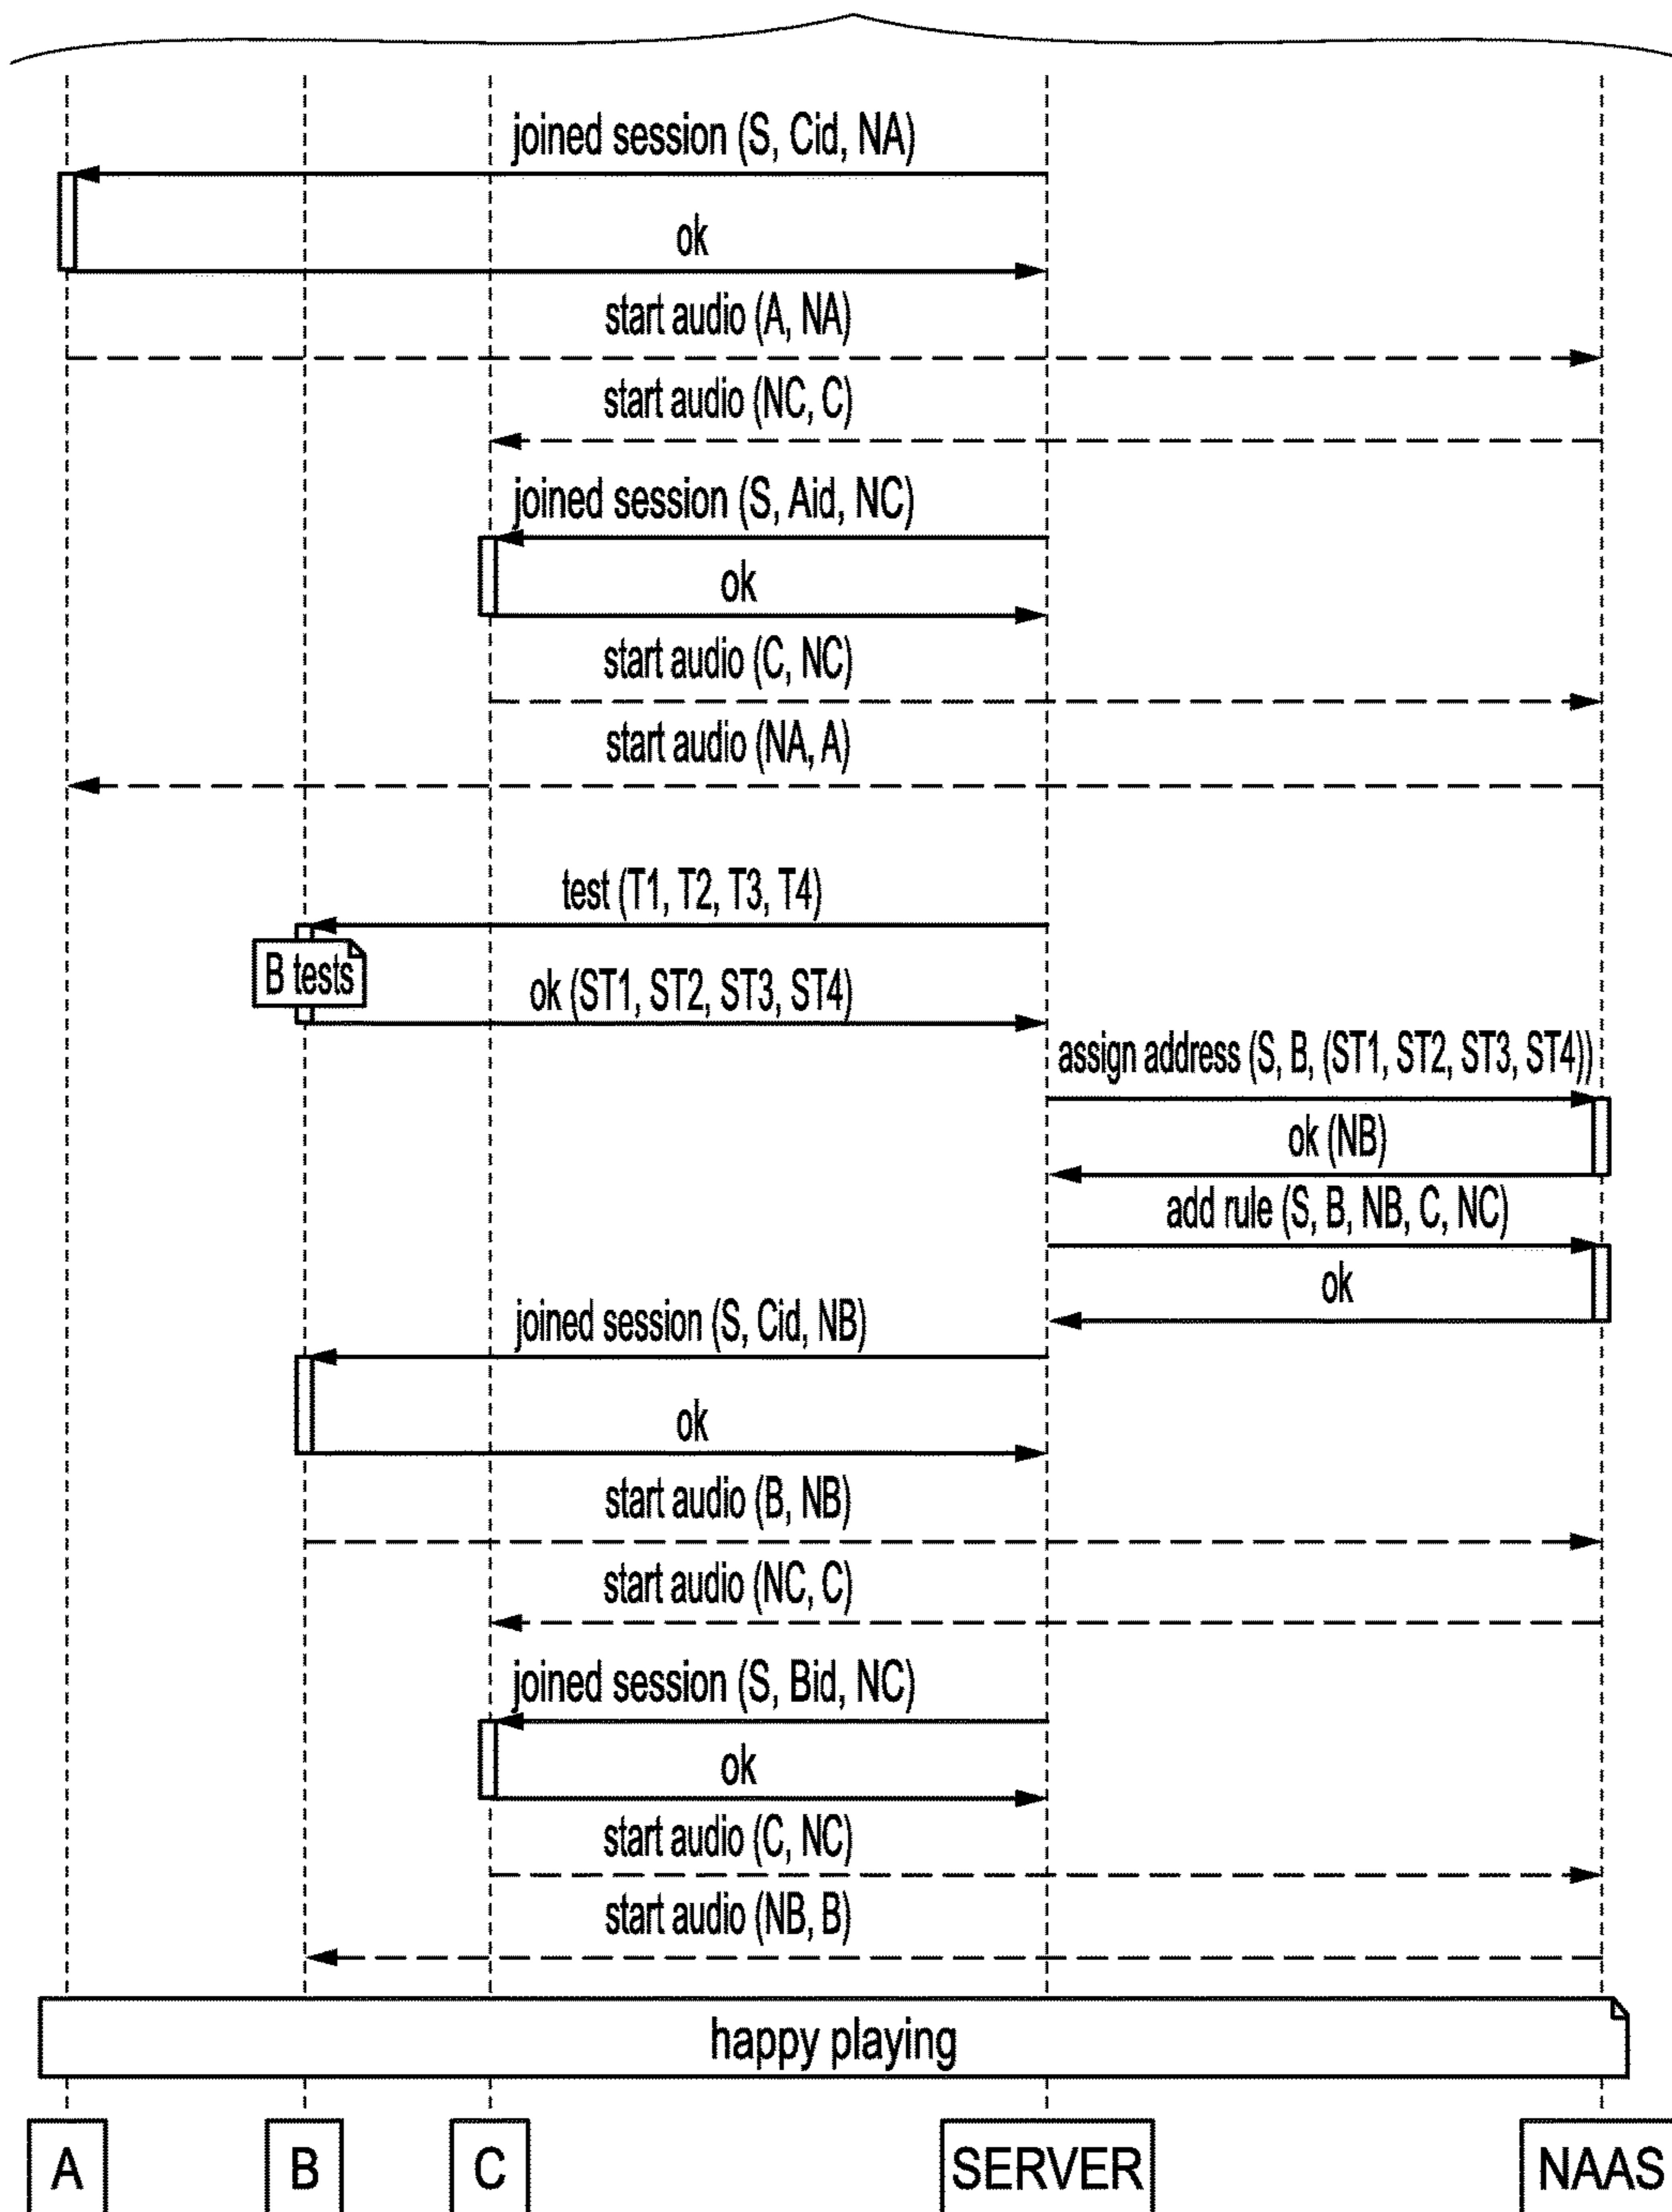 joined session (S, Cid, NA)
ok
start audio (A, NA)
start audio (NC, C)
joined session (S, Aid, NC)
ok
start audio (C, NC)
start audio (NA, A)
test (T1, T2, T3, T4)
B tests
ok (ST1, ST2, ST3, ST4)
assign address (S, B, (ST1, ST2, ST3, ST4))
ok (NB)
add rule (S, B, NB, C, NC)
ok
joined session (S, Cid, NB)
ok
start audio (B, NB)
start audio (NC, C)
joined session (S, Bid, NC)
ok
start audio (C, NC)
start audio (NB, B)
happy playing
A B C SERVER NAAS